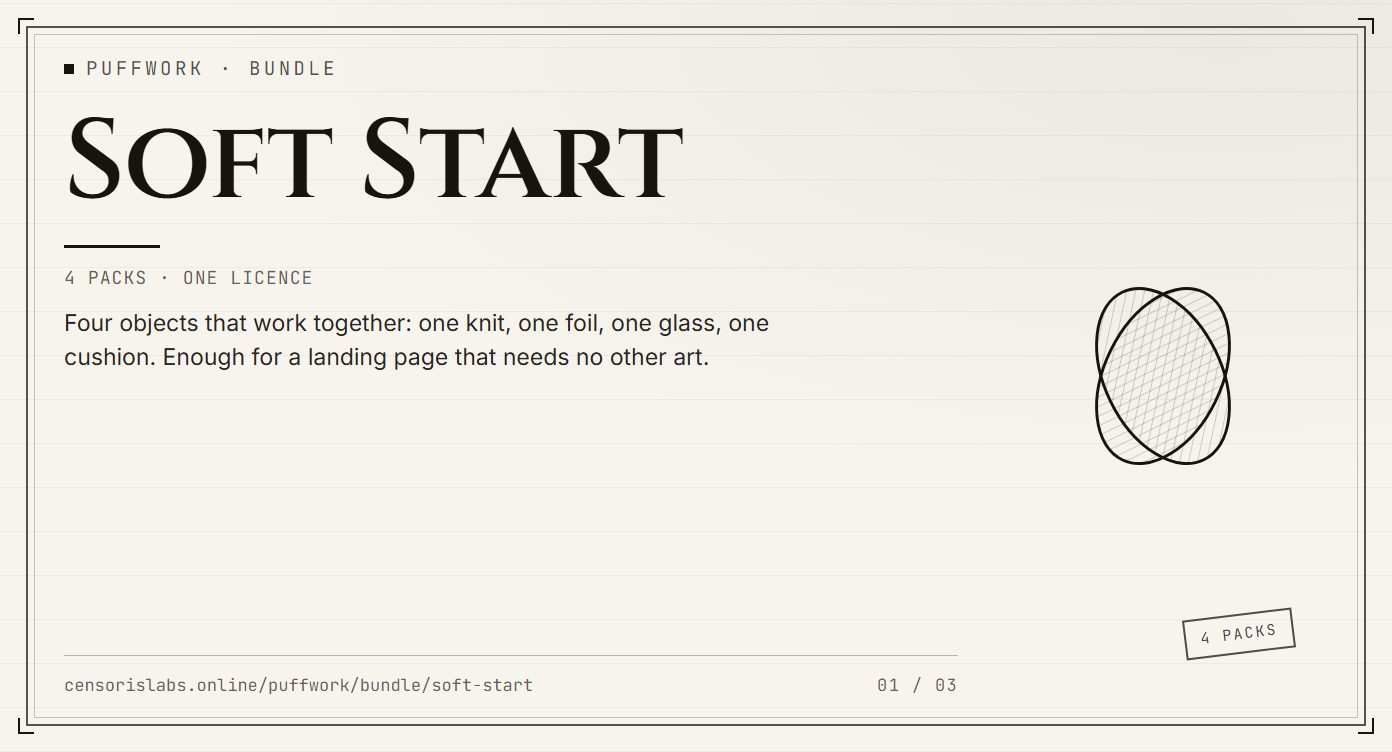 PUFFWORK · BUNDLE
Soft Start
4 PACKS · ONE LICENCE
Four objects that work together: one knit, one foil, one glass, one
cushion. Enough for a landing page that needs no other art.
4 PACKS
censorislabs.online/puffwork/bundle/soft-start
01 / 03